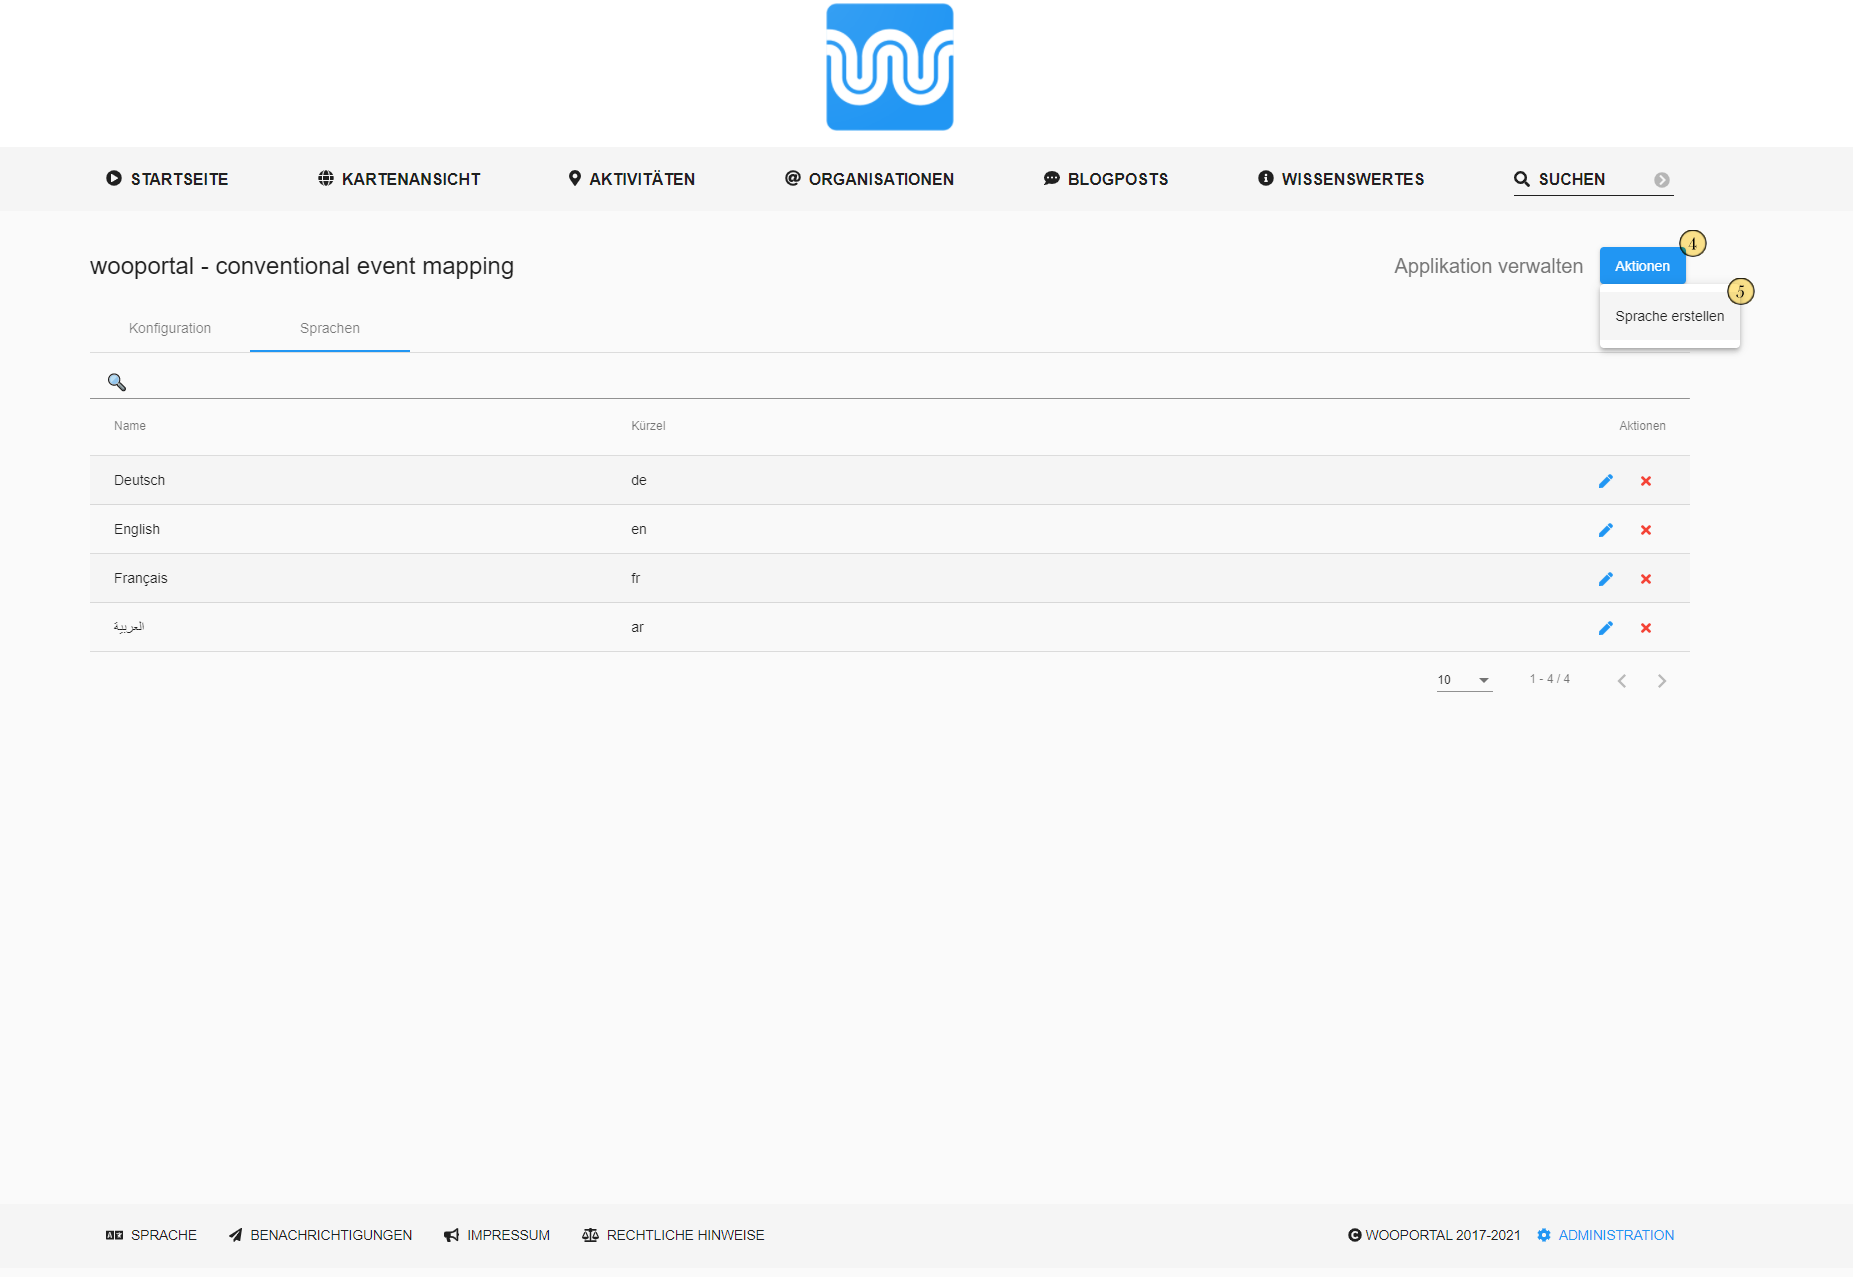 STARTSEITE KARTENANSICHT AKTIVITÄTEN ORGANISATIONEN BLOGPOSTS WISSENSWERTES SUCHEN
wooportal - conventional event mapping Applikation verwalten Aktionen 4
Sprache erstellen 5
Konfiguration Sprachen
Name Kürzel Aktionen
Deutsch de
English en
Français fr
العربية ar
10 1 - 4 / 4
SPRACHE BENACHRICHTIGUNGEN IMPRESSUM RECHTLICHE HINWEISE WOOPORTAL 2017-2021 ADMINISTRATION